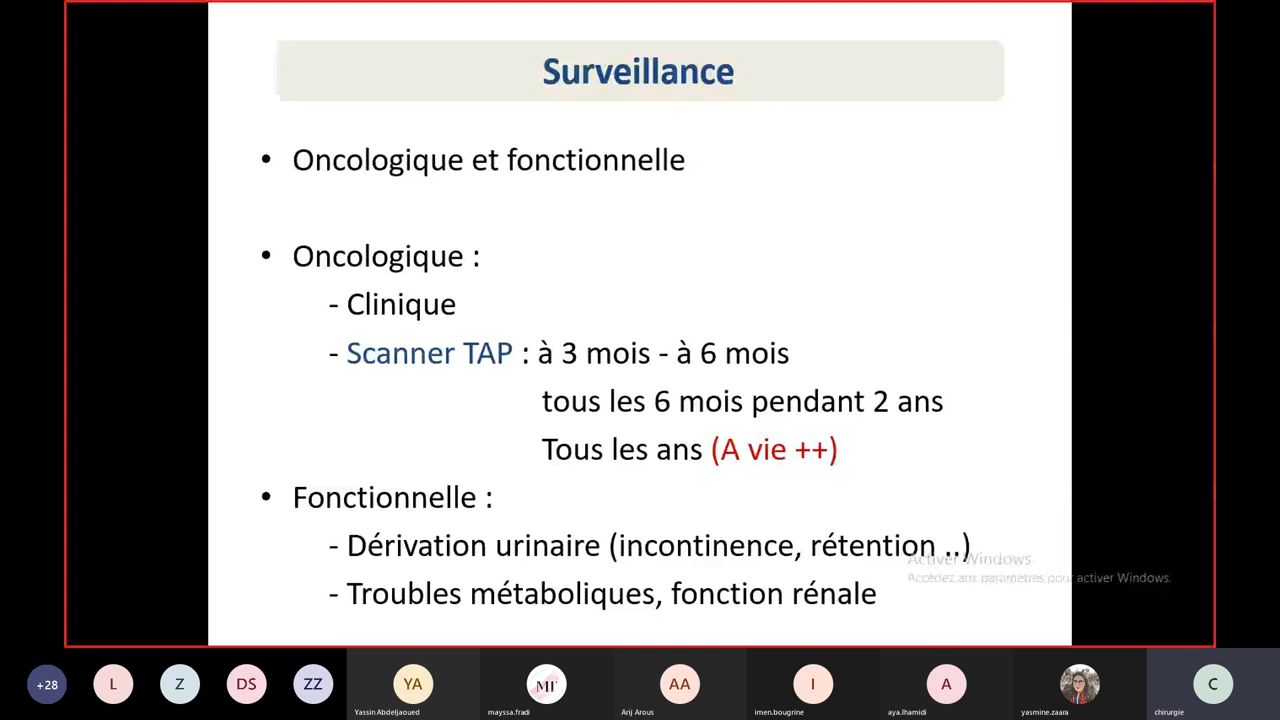 Surveillance
• Oncologique et fonctionnelle
• Oncologique :
- Clinique
- Scanner TAP : à 3 mois - à 6 mois
tous les 6 mois pendant 2 ans
Tous les ans (A vie ++)
• Fonctionnelle :
- Dérivation urinaire (incontinence, rétention ..)
- Troubles métaboliques, fonction rénale
Activer Windows
Accédez aux paramètres pour activer Windows.
+28
L
Z
DS
ZZ
YA
Yassin Abdeljaoued
MF
mayssa.fradi
AA
Arij Arous
I
imen.bougrine
A
aya.lhamidi
yasmine.zaara
C
chirurgie